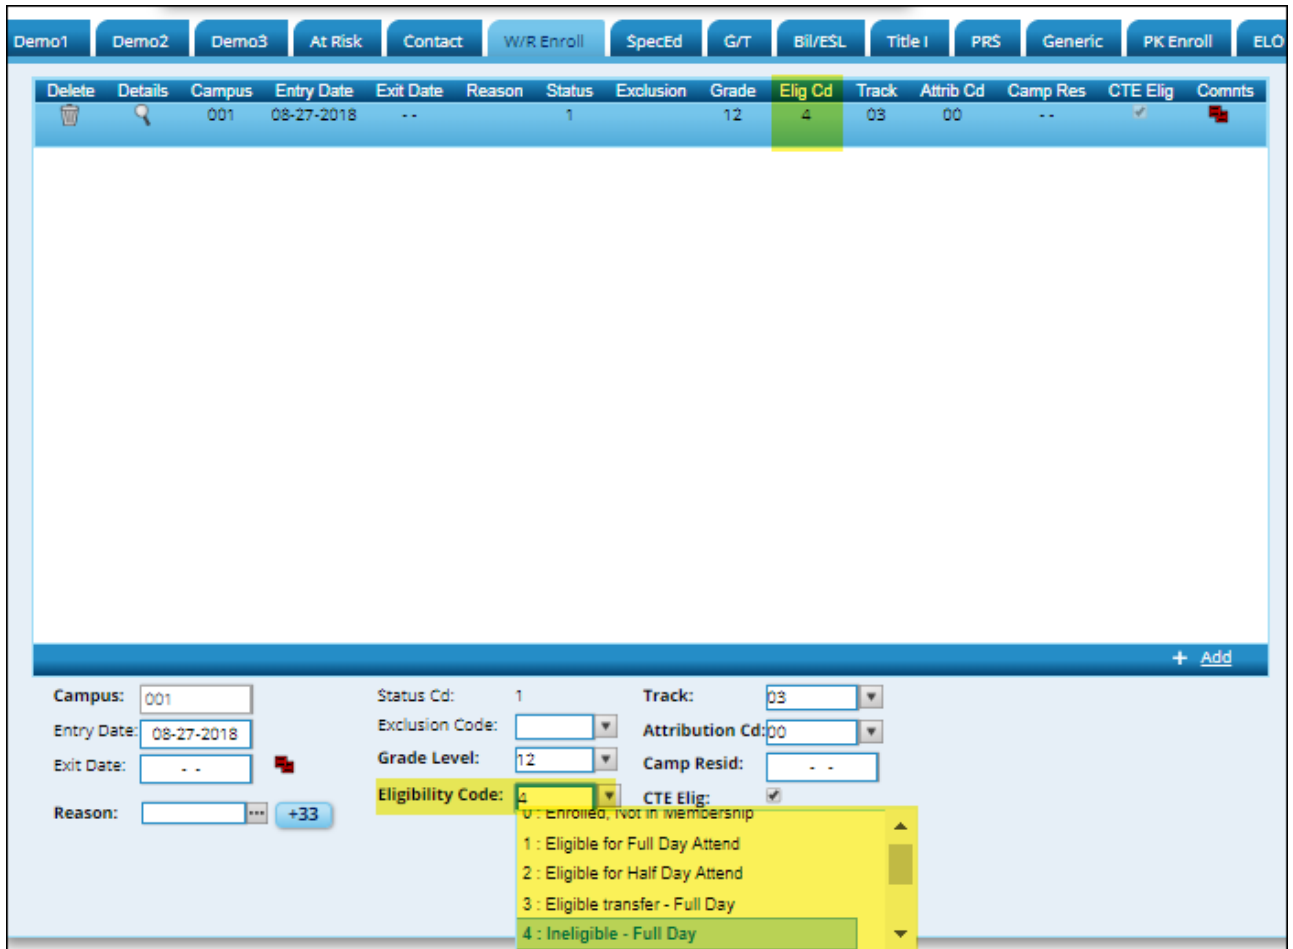 Demo1 Demo2 Demo3 At Risk Contact W/R Enroll SpecEd G/T Bil/ESL Title I PRS Generic PK Enroll ELO
Delete Details Campus Entry Date Exit Date Reason Status Exclusion Grade Elig Cd Track Attrib Cd Camp Res CTE Elig Comnts
001 08-27-2018 - - 1 12 4 03 00 - -
+ Add
Campus: 001 Status Cd: 1 Track: 03
Entry Date: 08-27-2018 Exclusion Code: Attribution Cd: 00
Exit Date: - - Grade Level: 12 Camp Resid: - -
Eligibility Code: 4 CTE Elig:
Reason: ... +33
0 : Enrolled, Not in Membership
1 : Eligible for Full Day Attend
2 : Eligible for Half Day Attend
3 : Eligible transfer - Full Day
4 : Ineligible - Full Day